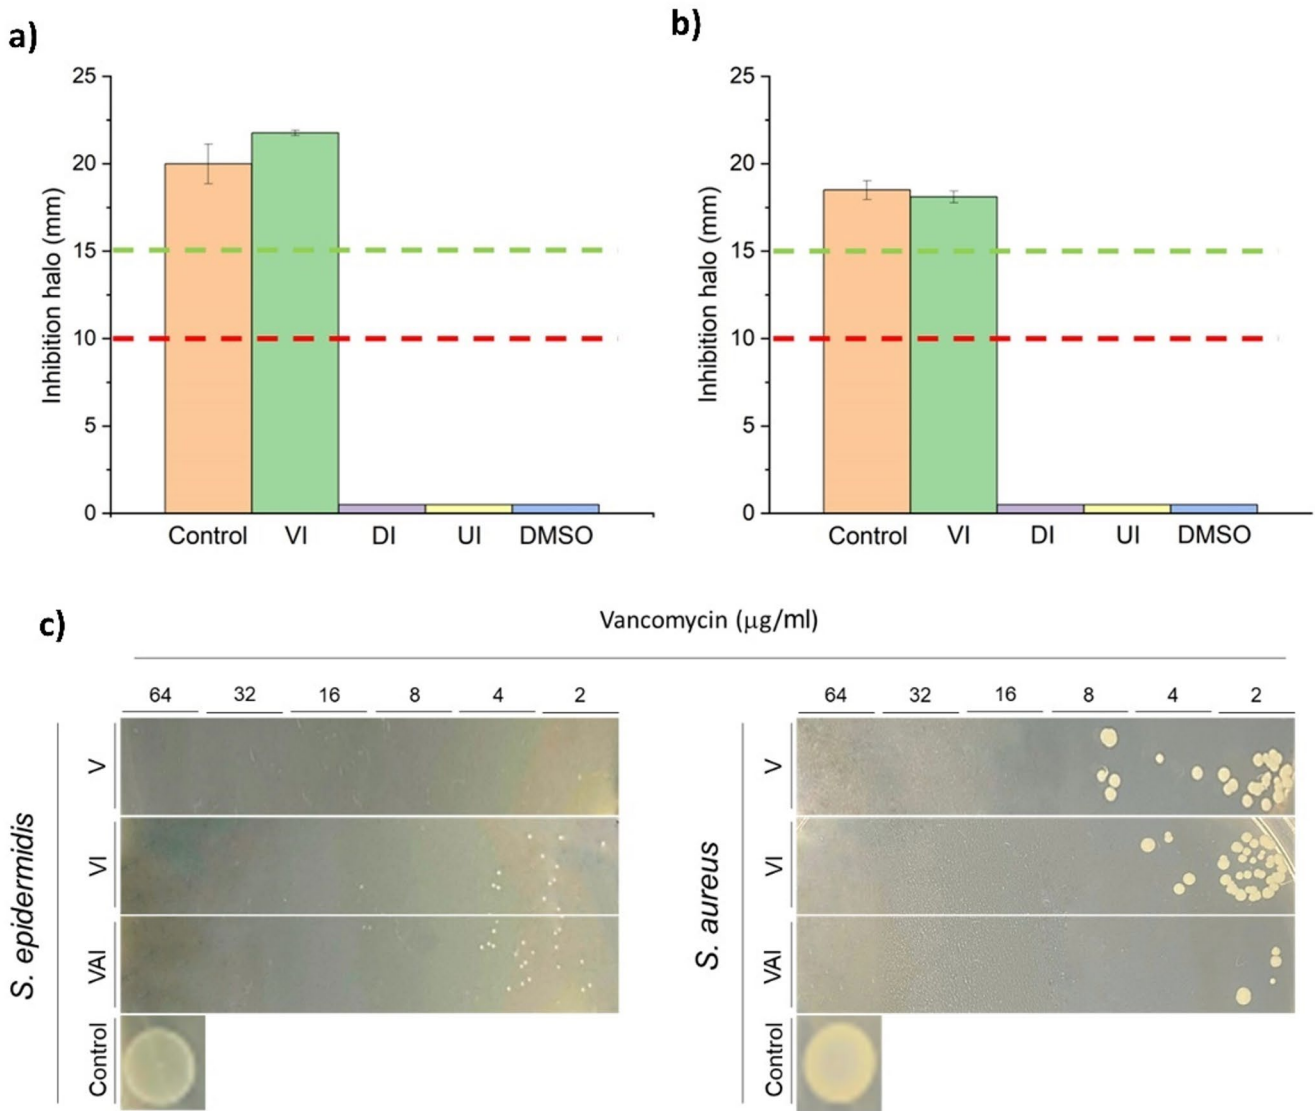 a)
25
20
15
10
5
0
Inhibition halo (mm)
Control VI DI UI DMSO
b)
25
20
15
10
5
0
Inhibition halo (mm)
Control VI DI UI DMSO
c)
Vancomycin (µg/ml)
64 32 16 8 4 2
64 32 16 8 4 2
S. epidermidis
V
VI
VAI
Control
S. aureus
V
VI
VAI
Control